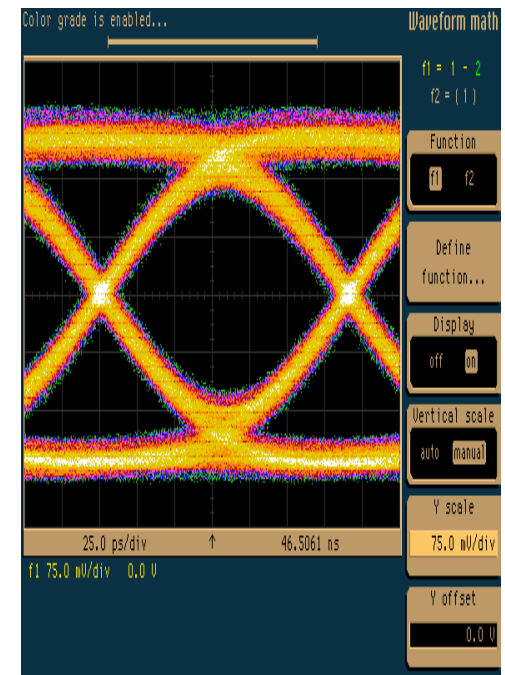 Color grade is enabled...
Waveform math
f1 = 1 - 2
f2 = ( 1 )
Function
f1 f2
Define
function...
Display
off on
Vertical scale
auto manual
Y scale
75.0 mV/div
Y offset
0.0 V
25.0 ps/div ↑ 46.5061 ns
f1 75.0 mV/div 0.0 V